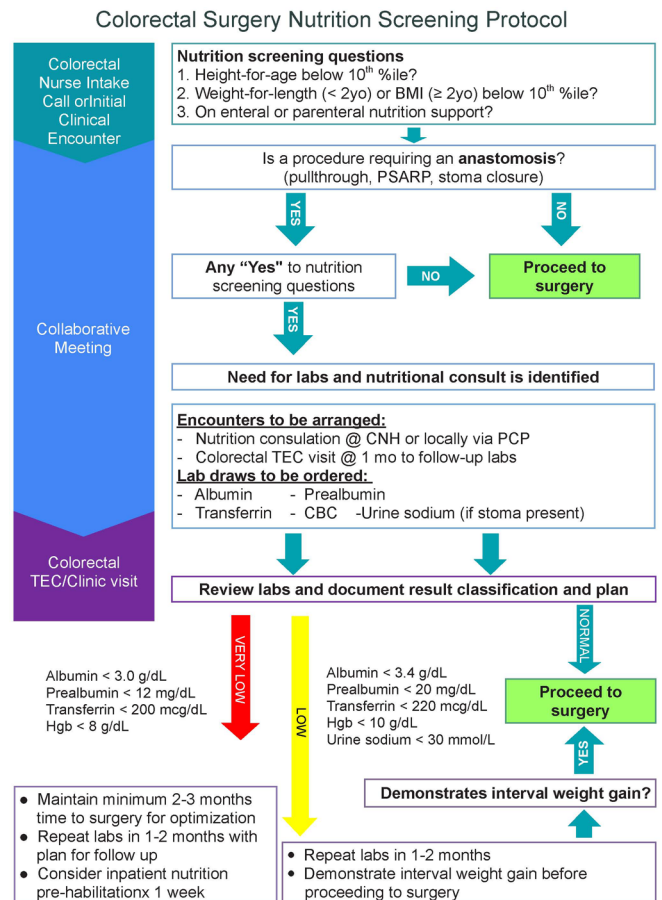 Colorectal Surgery Nutrition Screening Protocol
Colorectal
Nurse Intake
Call orInitial
Clinical
Encounter
Nutrition screening questions
1. Height-for-age below 10th %ile?
2. Weight-for-length (< 2yo) or BMI (≥ 2yo) below 10th %ile?
3. On enteral or parenteral nutrition support?
Is a procedure requiring an anastomosis?
(pullthrough, PSARP, stoma closure)
YES
NO
Collaborative
Meeting
Any “Yes" to nutrition
screening questions
NO
Proceed to
surgery
YES
Need for labs and nutritional consult is identified
Encounters to be arranged:
- Nutrition consulation @ CNH or locally via PCP
- Colorectal TEC visit @ 1 mo to follow-up labs
Lab draws to be ordered:
- Albumin - Prealbumin
- Transferrin - CBC -Urine sodium (if stoma present)
Colorectal
TEC/Clinic visit
Review labs and document result classification and plan
VERY LOW
LOW
NORMAL
Albumin < 3.0 g/dL
Prealbumin < 12 mg/dL
Transferrin < 200 mcg/dL
Hgb < 8 g/dL
Albumin < 3.4 g/dL
Prealbumin < 20 mg/dL
Transferrin < 220 mcg/dL
Hgb < 10 g/dL
Urine sodium < 30 mmol/L
Proceed to
surgery
YES
Demonstrates interval weight gain?
● Maintain minimum 2-3 months
time to surgery for optimization
● Repeat labs in 1-2 months with
plan for follow up
● Consider inpatient nutrition
pre-habilitationx 1 week
• Repeat labs in 1-2 months
• Demonstrate interval weight gain before
proceeding to surgery